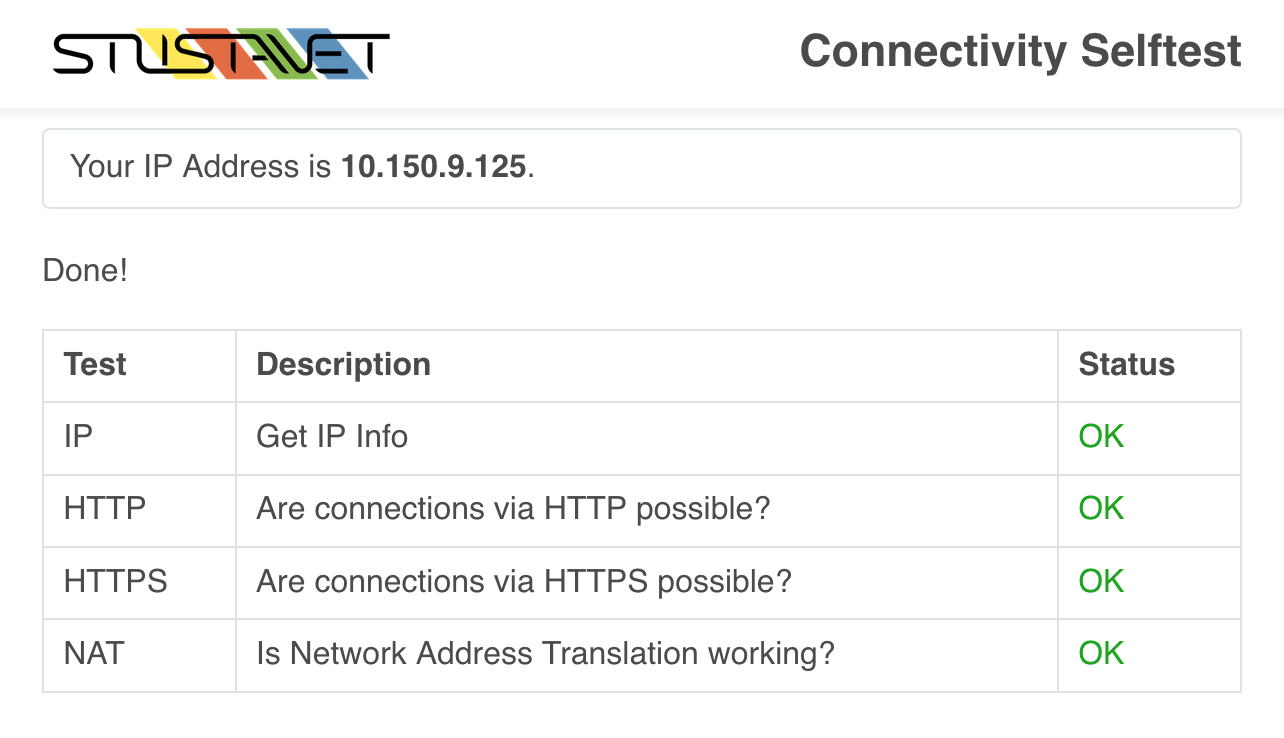 STUSTANET
Connectivity Selftest
Your IP Address is 10.150.9.125.
Done!
Test Description Status
IP Get IP Info OK
HTTP Are connections via HTTP possible? OK
HTTPS Are connections via HTTPS possible? OK
NAT Is Network Address Translation working? OK